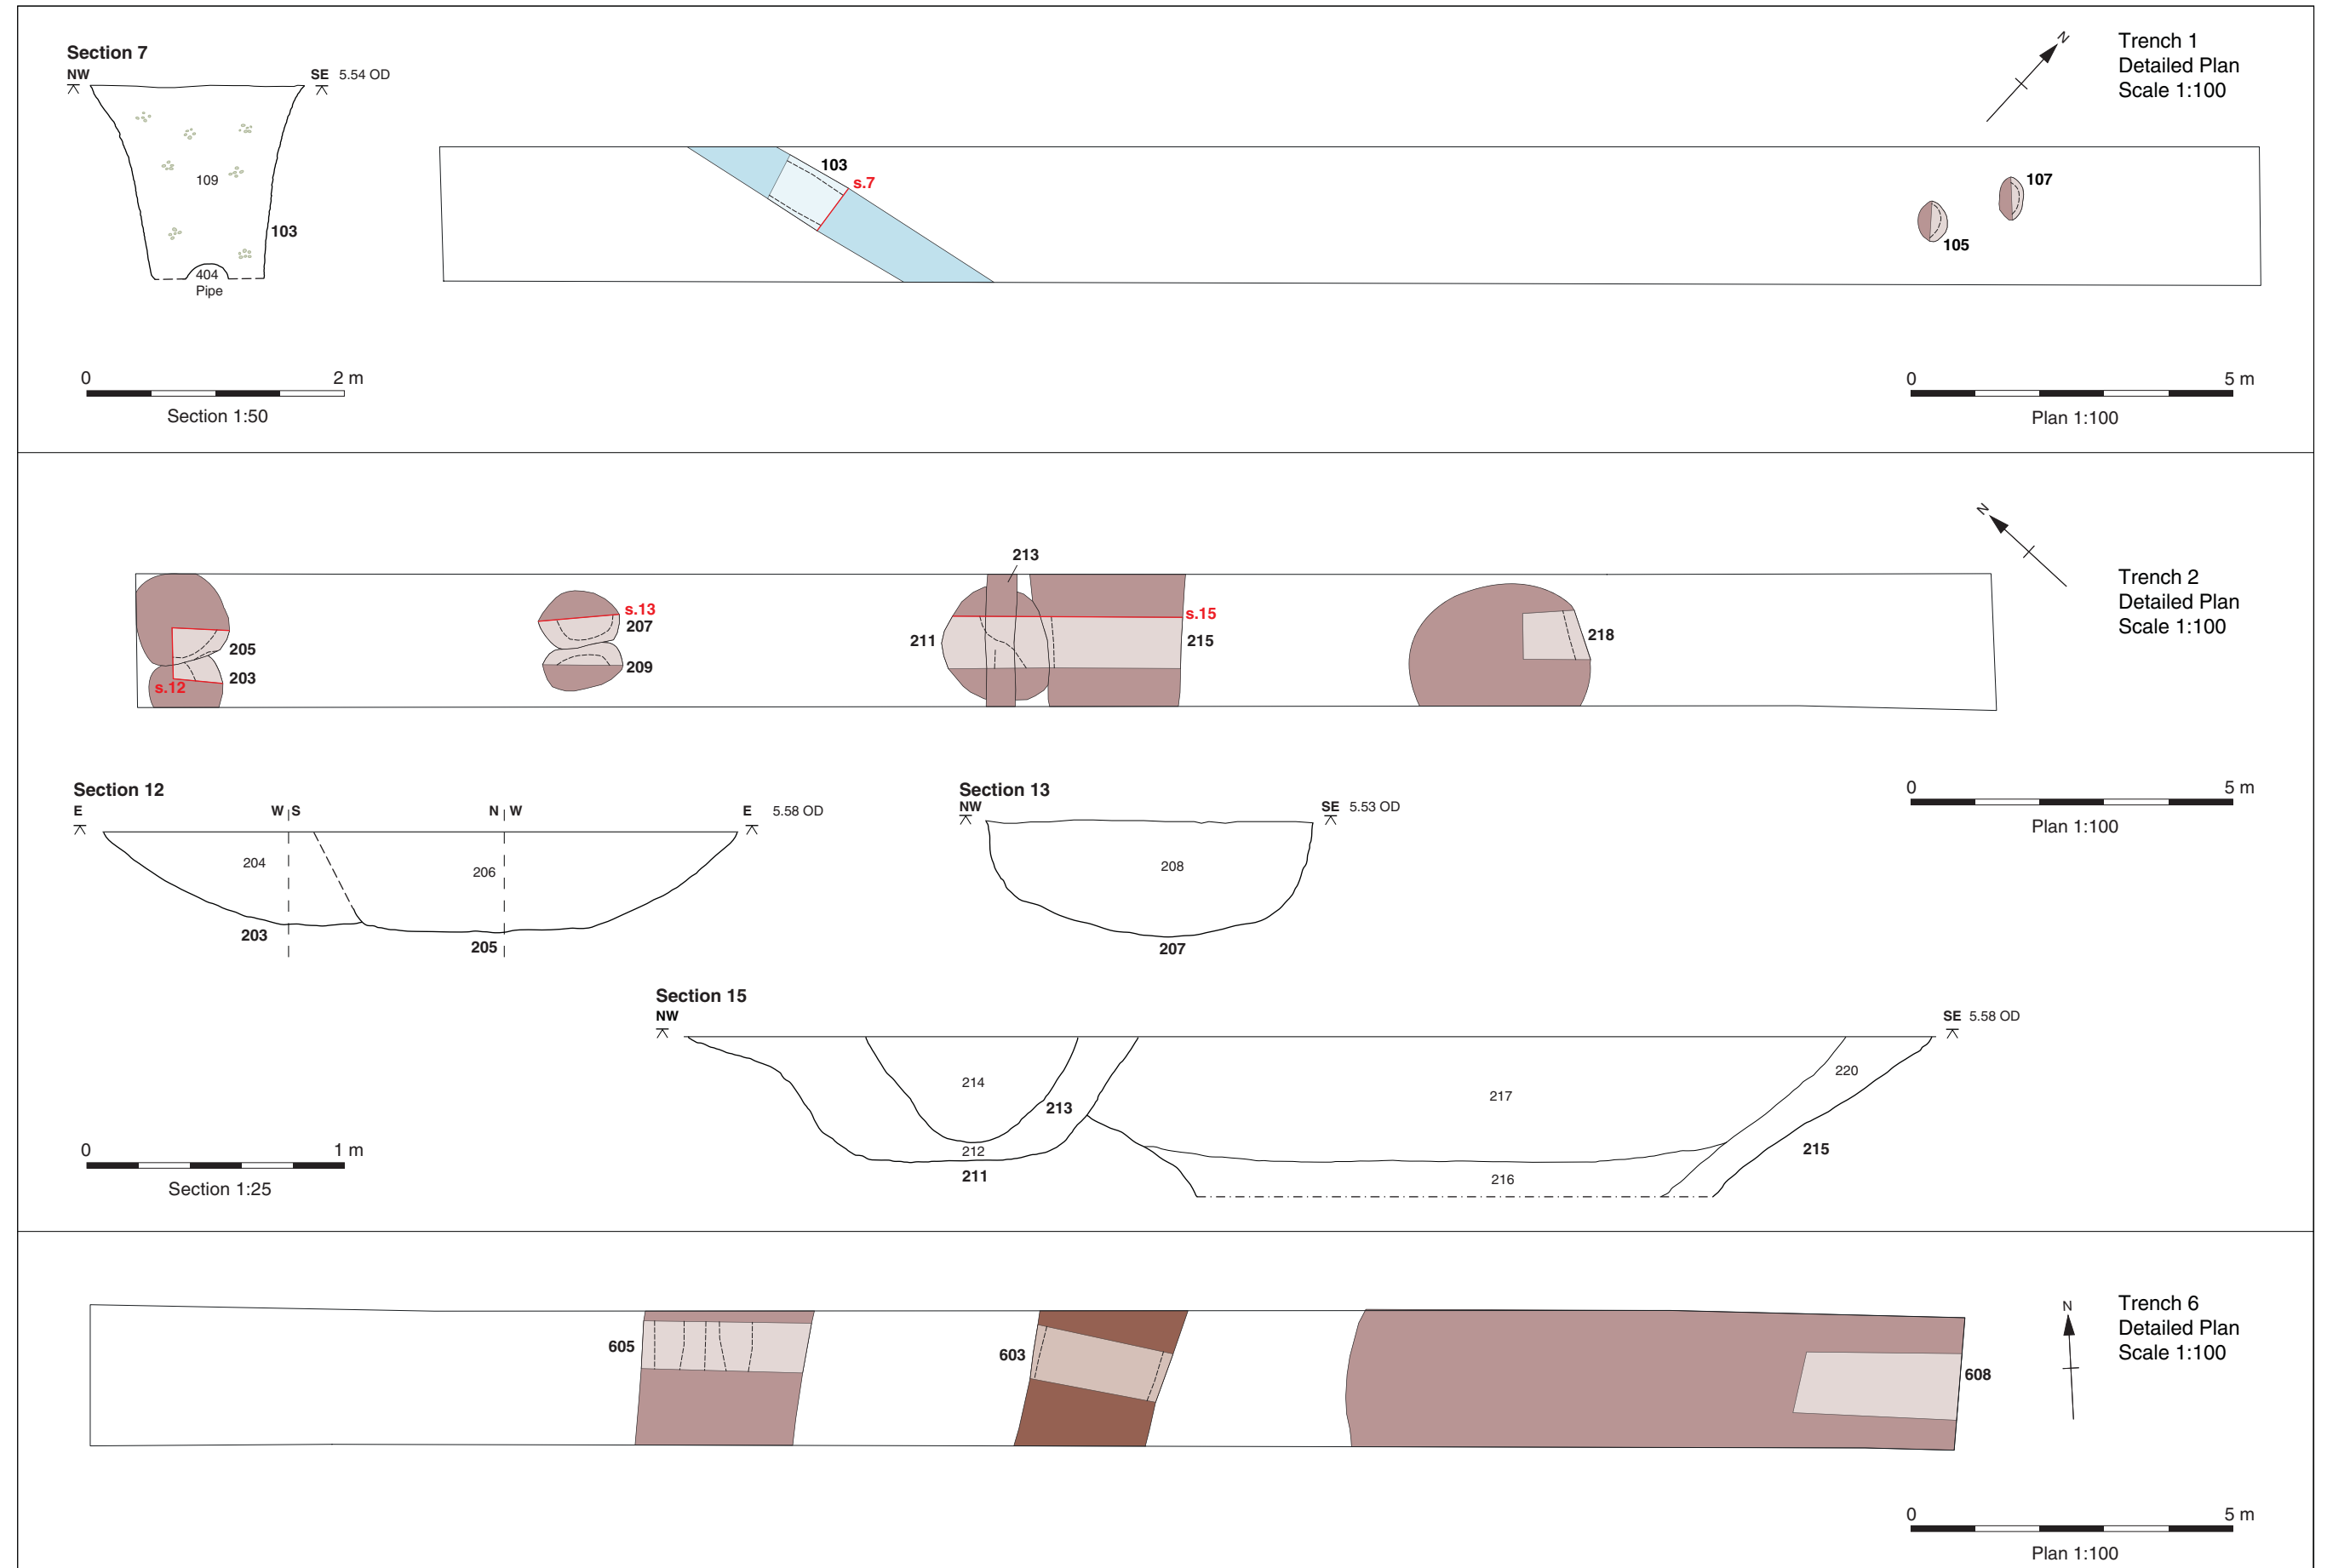 Section 7
NW
SE 5.54 OD
109
103
404
Pipe
0 2 m
Section 1:50
103
s.7
107
105
N
Trench 1
Detailed Plan
Scale 1:100
0 5 m
Plan 1:100
213
s.13
207
209
205
203
s.12
211
s.15
215
218
N
Trench 2
Detailed Plan
Scale 1:100
0 5 m
Plan 1:100
Section 12
E W S N W E 5.58 OD
204
206
203
205
Section 13
NW SE 5.53 OD
208
207
Section 15
NW SE 5.58 OD
214
213
212
211
217
220
215
216
0 1 m
Section 1:25
605
603
608
N
Trench 6
Detailed Plan
Scale 1:100
0 5 m
Plan 1:100